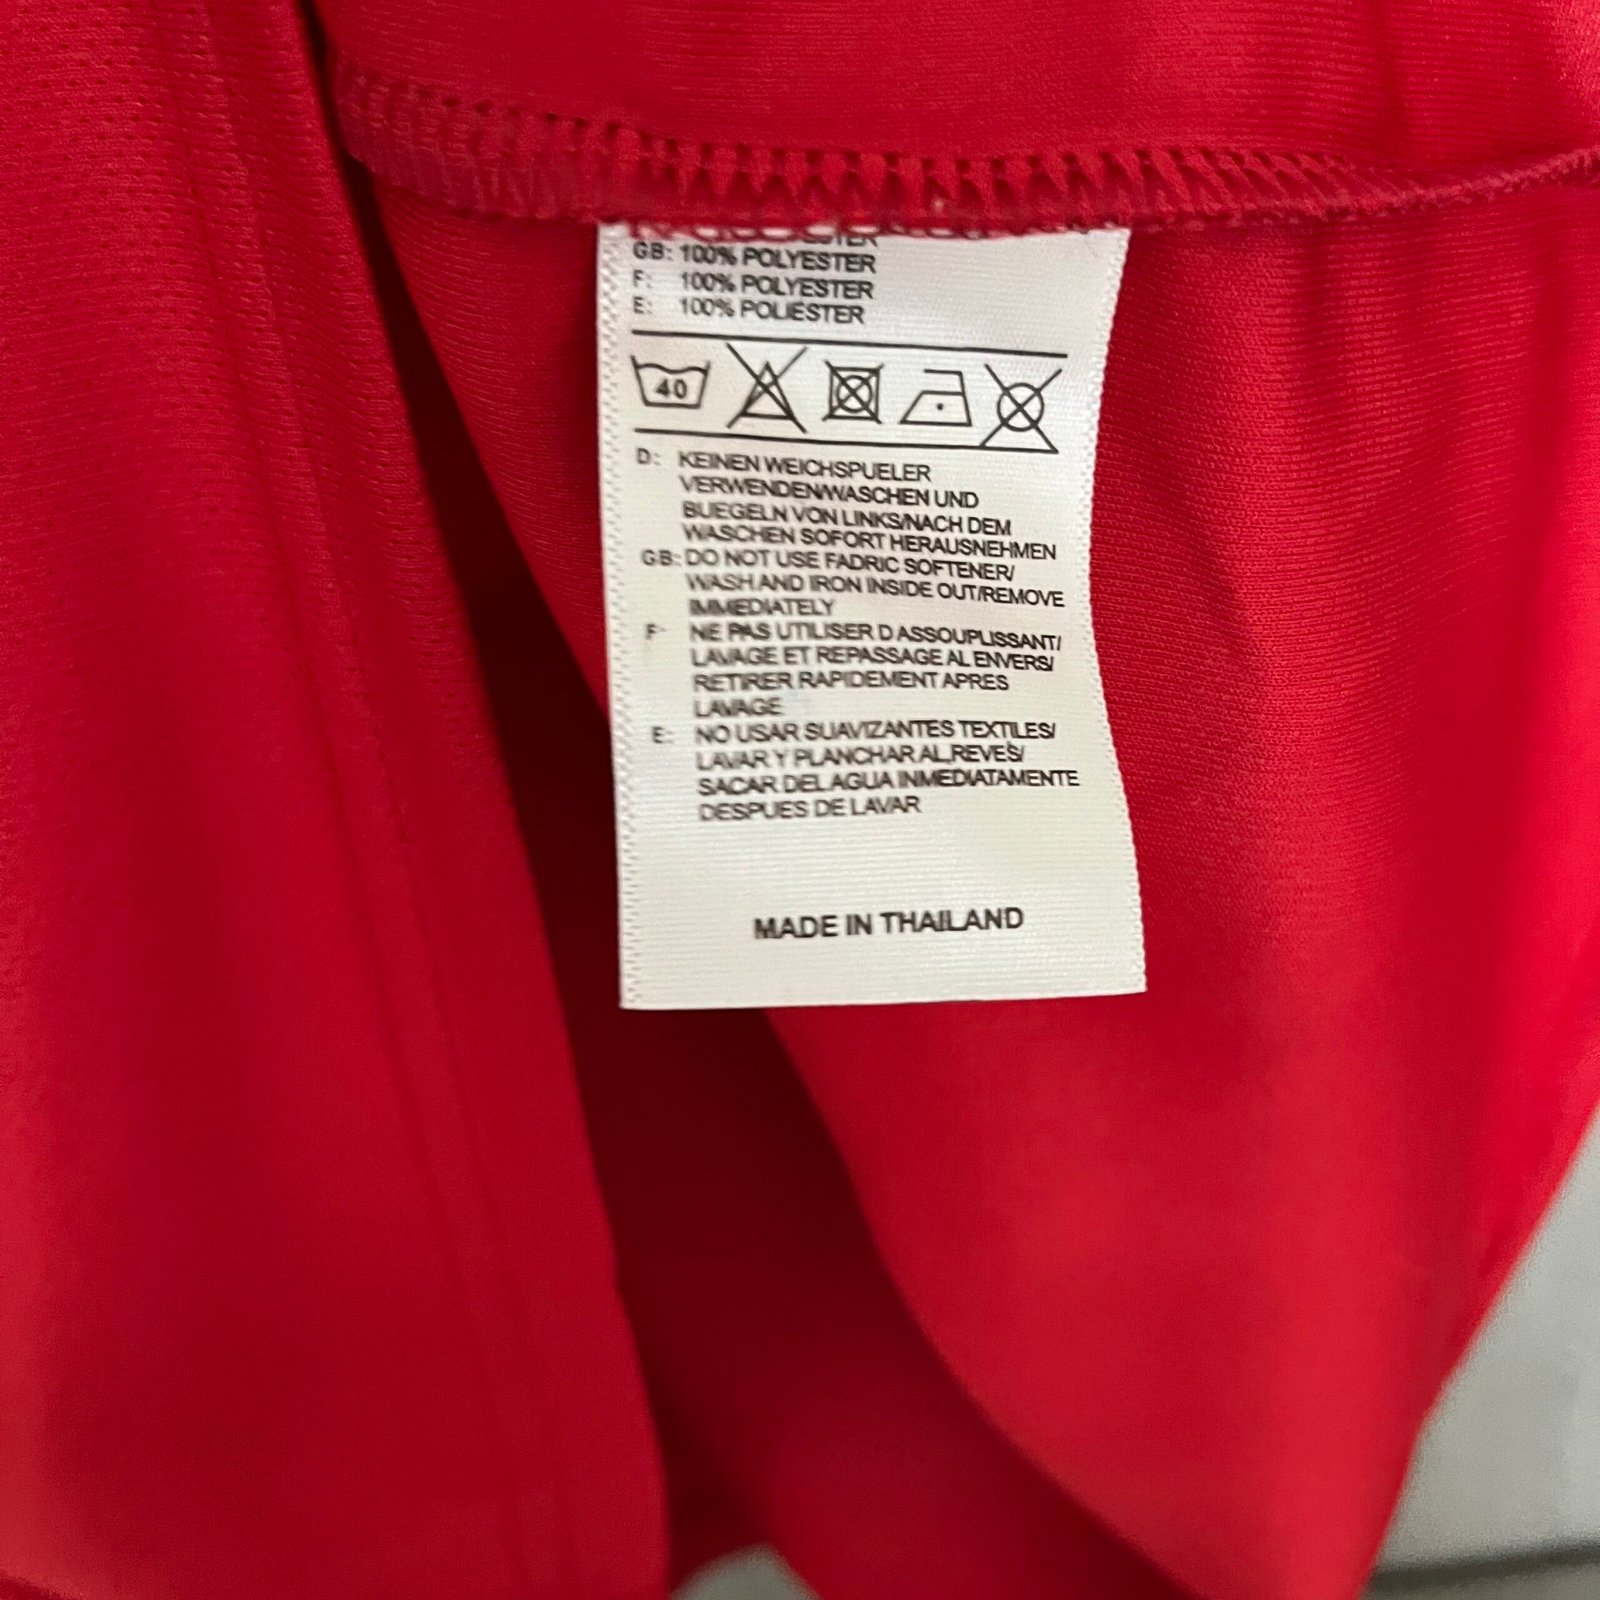 GB: 100% POLYESTER
F: 100% POLYESTER
E: 100% POLIESTER
40
D: KEINEN WEICHSPUELER
VERWENDEN/WASCHEN UND
BUEGELN VON LINKS/NACH DEM
WASCHEN SOFORT HERAUSNEHMEN
GB: DO NOT USE FADRIC SOFTENER/
WASH AND IRON INSIDE OUT/REMOVE
IMMEDIATELY
F: NE PAS UTILISER D ASSOUPLISSANT/
LAVAGE ET REPASSAGE AL ENVERS/
RETIRER RAPIDEMENT APRES
LAVAGE
E: NO USAR SUAVIZANTES TEXTILES/
LAVAR Y PLANCHAR AL,REVES/
SACAR DEL AGUA INMEDIATAMENTE
DESPUES DE LAVAR
MADE IN THAILAND